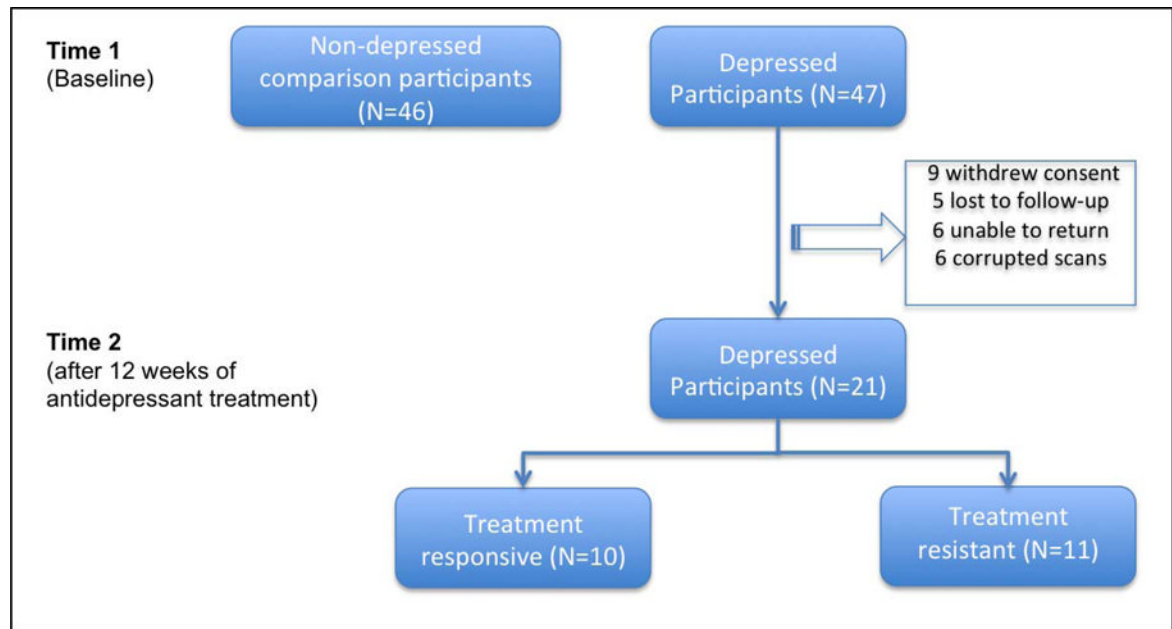 Time 1
(Baseline)
Non-depressed
comparison participants
(N=46)
Depressed
Participants (N=47)
9 withdrew consent
5 lost to follow-up
6 unable to return
6 corrupted scans
Time 2
(after 12 weeks of
antidepressant treatment)
Depressed
Participants (N=21)
Treatment
responsive (N=10)
Treatment
resistant (N=11)